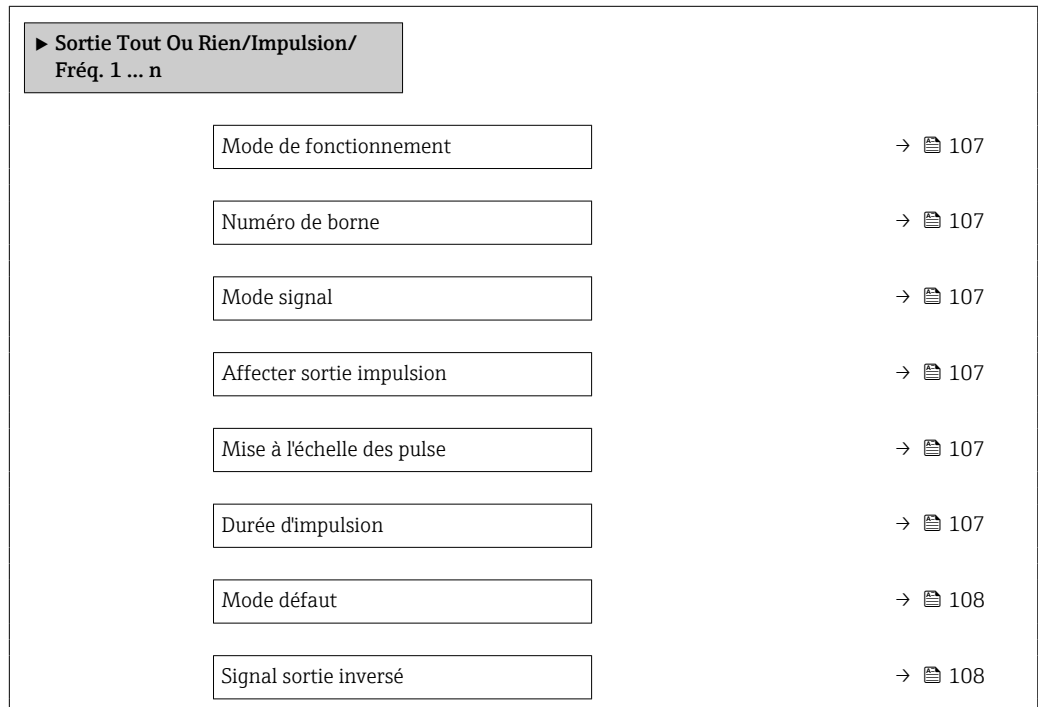 ▶ Sortie Tout Ou Rien/Impulsion/
Fréq. 1 ... n
Mode de fonctionnement → 107
Numéro de borne → 107
Mode signal → 107
Affecter sortie impulsion → 107
Mise à l'échelle des pulse → 107
Durée d'impulsion → 107
Mode défaut → 108
Signal sortie inversé → 108